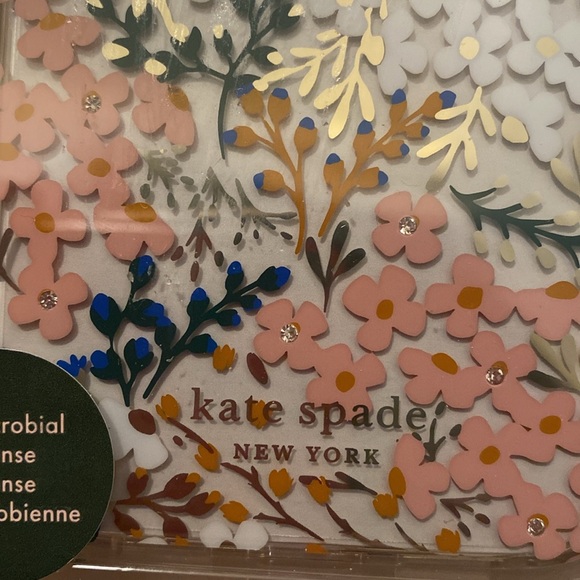 kate spade
NEW YORK
robial
nse
nse
obienne